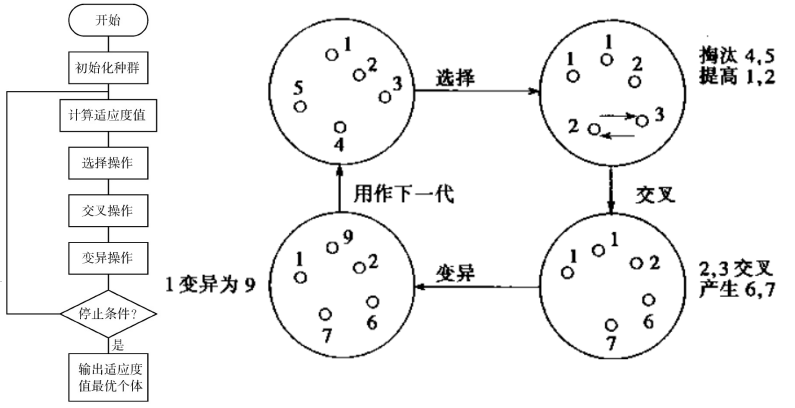 开始
初始化种群
计算适应度值
选择操作
交叉操作
变异操作
停止条件?
是
输出适应度
值最优个体
1
2
3
4
5
选择
1
1
2
2
3
掏汰 4,5
提高 1,2
交叉
1
1
2
6
7
2,3 交叉
产生 6,7
变异
9
1
2
6
7
1 变异为 9
用作下一代